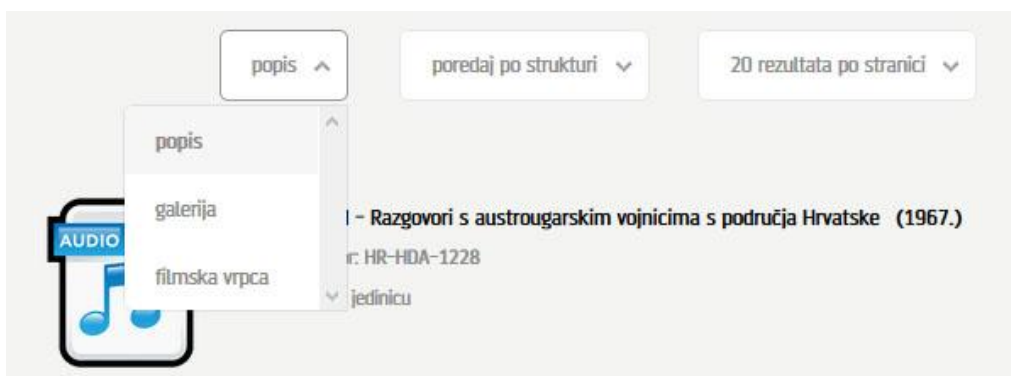 popis
poredaj po strukturi
20 rezultata po stranici
popis
galerija
filmska vrpca
AUDIO
– Razgovori s austrougarskim vojnicima s područja Hrvatske (1967.)
r: HR-HDA-1228
jedinicu